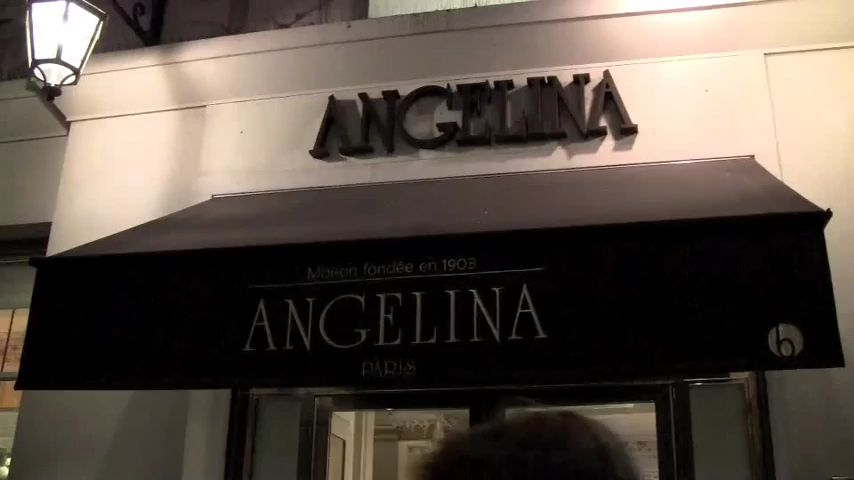 ANGELINA
Maison fondée en 1903
ANGELINA
PARIS
b